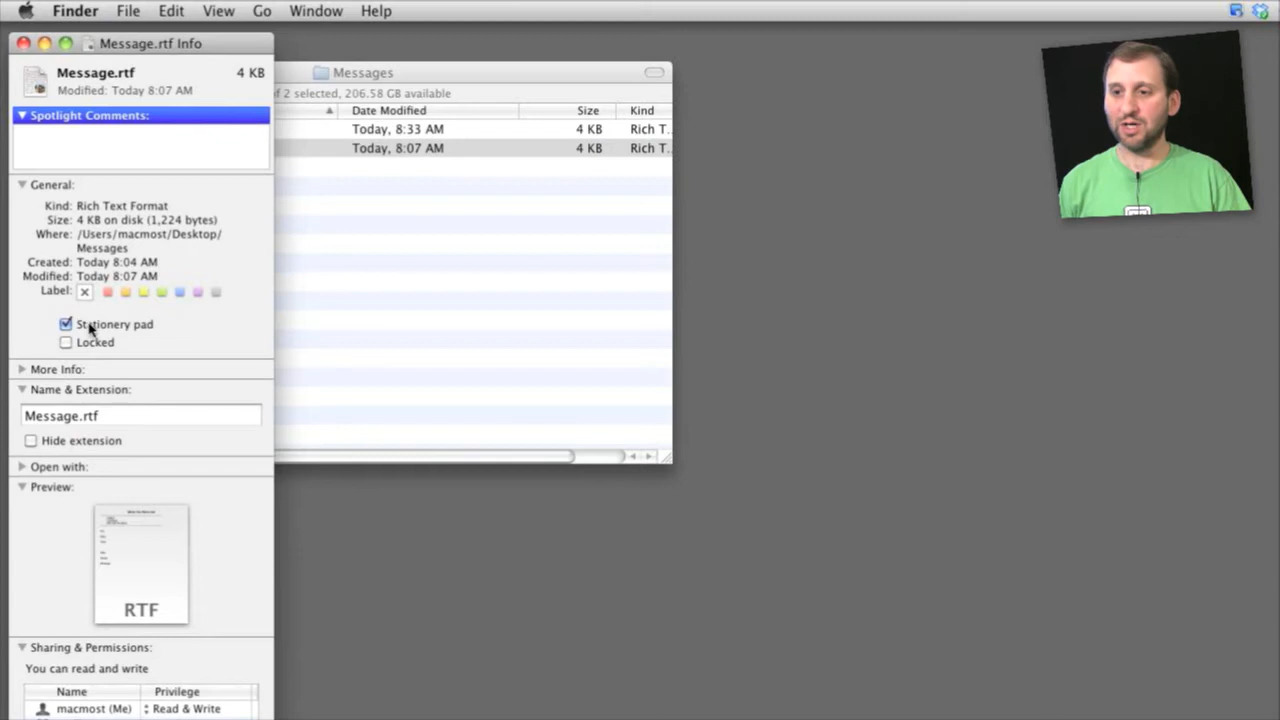 Finder File Edit View Go Window Help
Message.rtf Info
Message.rtf 4 KB
Modified: Today 8:07 AM
Spotlight Comments:
General:
Kind: Rich Text Format
Size: 4 KB on disk (1,224 bytes)
Where: /Users/macmost/Desktop/
Messages
Created: Today 8:04 AM
Modified: Today 8:07 AM
Label:
Stationery pad
Locked
More Info:
Name & Extension:
Message.rtf
Hide extension
Open with:
Preview:
RTF
Sharing & Permissions:
You can read and write
Name Privilege
macmost (Me) Read & Write
Messages
of 2 selected, 206.58 GB available
Date Modified Size Kind
Today, 8:33 AM 4 KB Rich T...
Today, 8:07 AM 4 KB Rich T...